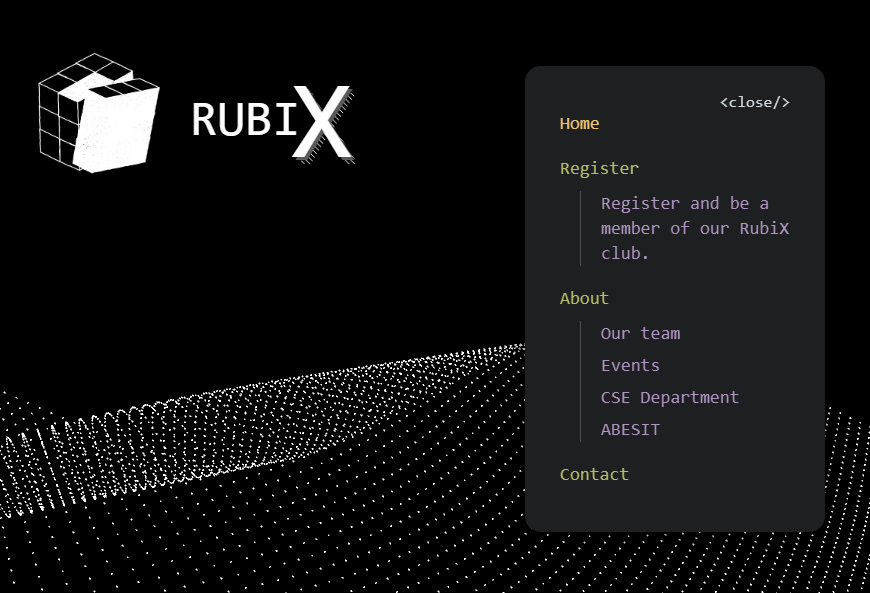 RUBIX
<close/>
Home
Register
Register and be a
member of our RubiX
club.
About
Our team
Events
CSE Department
ABESIT
Contact